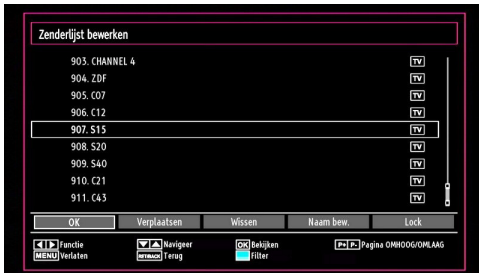 Zenderlijst bewerken
903. CHANNEL 4 TV
904. ZDF TV
905. C07 TV
906. C12 TV
907. S15 TV
908. S20 TV
909. S40 TV
910. C21 TV
911. C43 TV
OK Verplaatsen Wissen Naam bew. Lock
Functie Navigeer OK Bekijken P+ P- Pagina OMHOOG/OMLAAG
MENU Verlaten RET/BACK Terug Filter